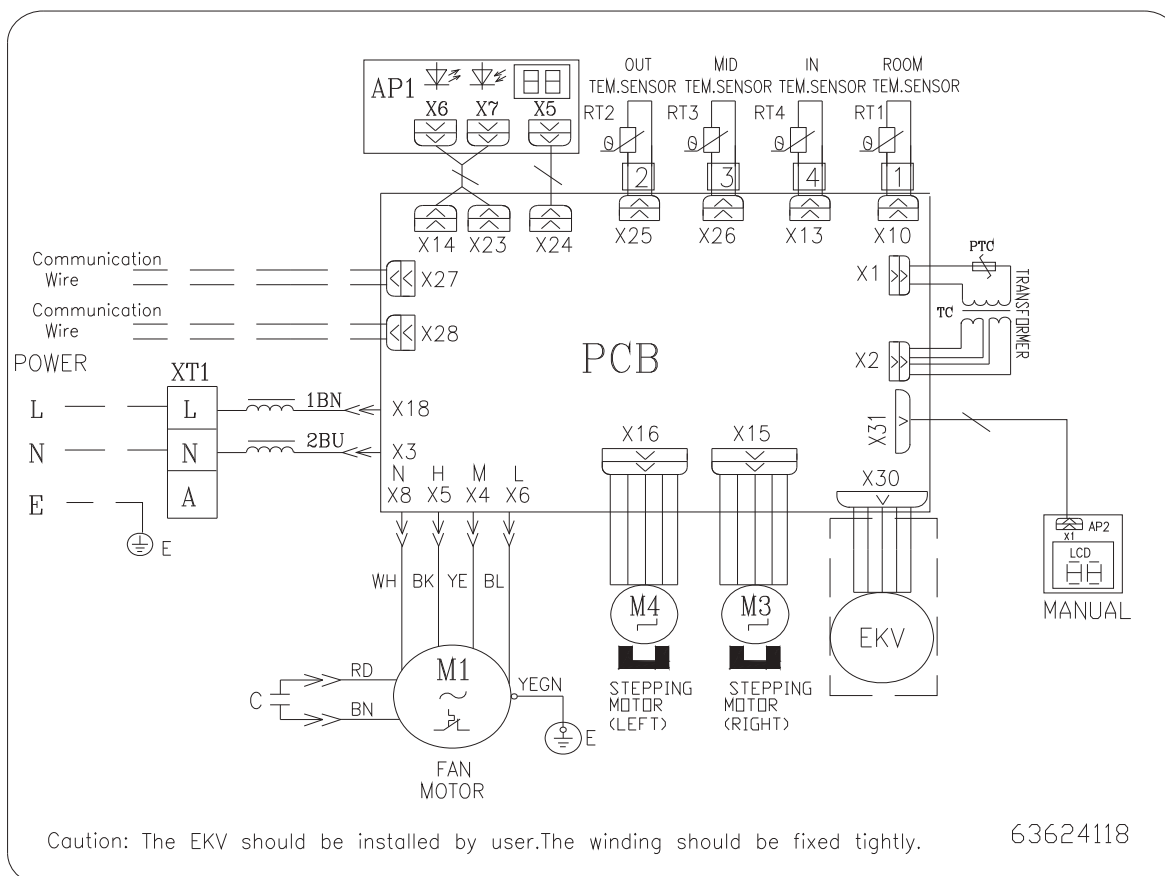 OUT MID IN ROOM
TEM.SENSOR TEM.SENSOR TEM.SENSOR TEM.SENSOR
AP1
88
X6 X7 X5
RT2 RT3 RT4 RT1
θ θ θ θ
2 3 4 1
X14 X23 X24 X25 X26 X13 X10
Communication
Wire
X27
Communication
Wire
X28
PTC
X1
TC
TRANSFORMER
X2
PCB
POWER
XT1
L L 1BN X18
N N 2BU X3
E A
E
X31
N H M L
X8 X5 X4 X6
X16 X15
X30
WH BK YE BL
AP2
X1
LCD
88
MANUAL
M4 M3
EKV
STEPPING
MOTOR
(LEFT)
STEPPING
MOTOR
(RIGHT)
C
RD
BN
M1
~
YEGN
E
FAN
MOTOR
Caution: The EKV should be installed by user.The winding should be fixed tightly.
63624118